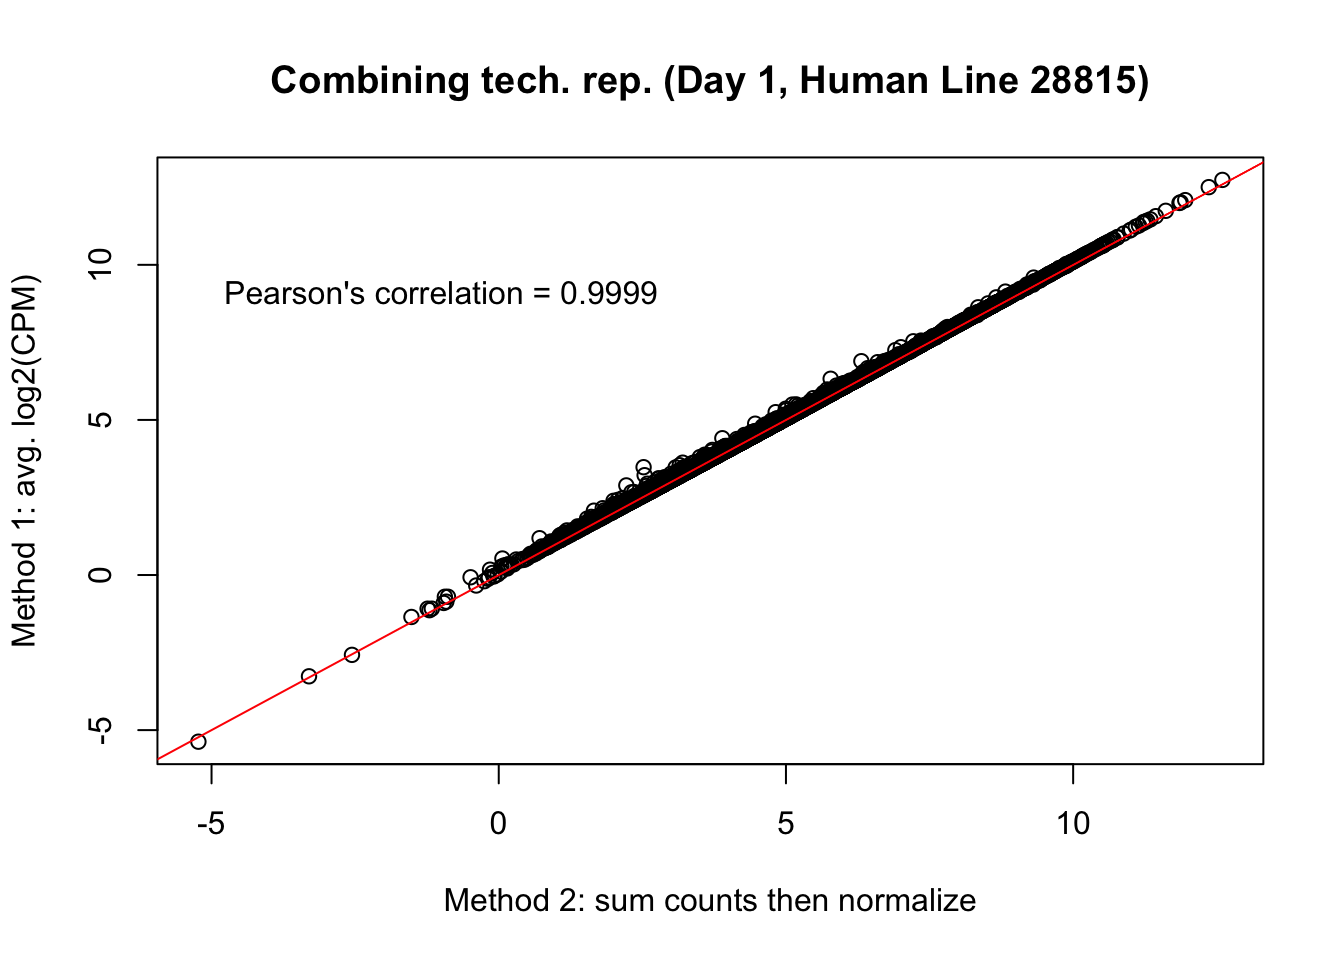 Combining tech. rep. (Day 1, Human Line 28815)
Pearson's correlation = 0.9999
Method 1: avg. log2(CPM)
10
5
0
-5
-5 0 5 10
Method 2: sum counts then normalize